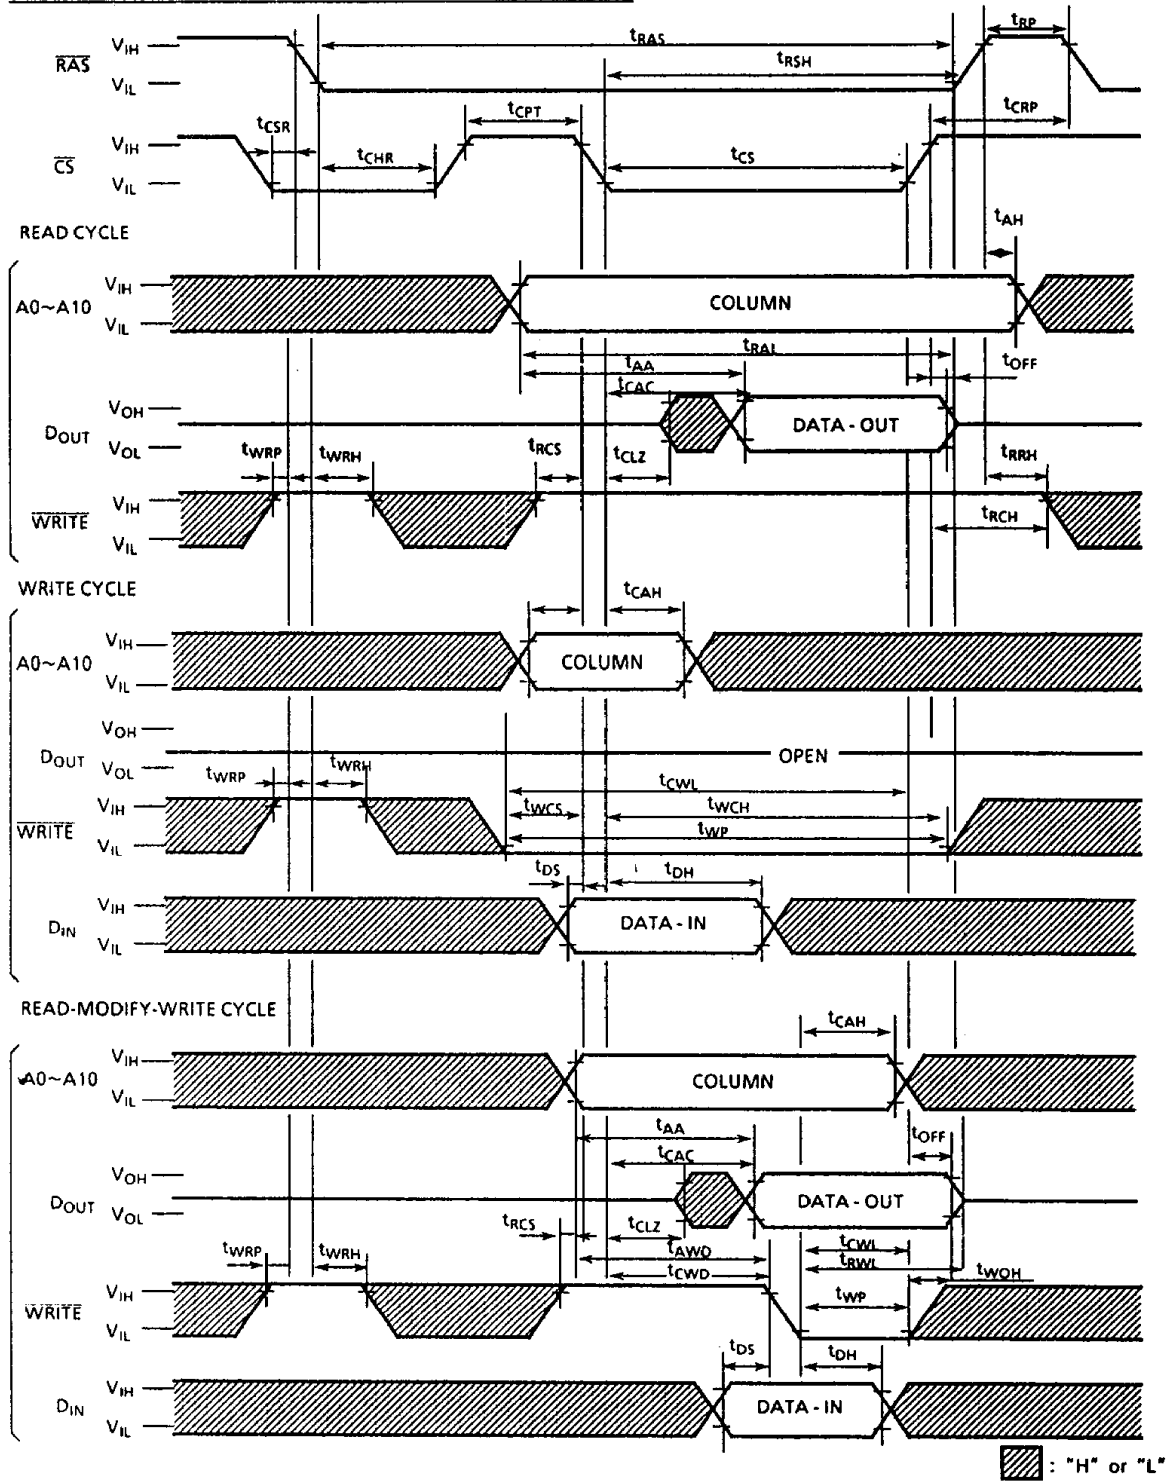 tRP
tRAS
VIH
RAS
tRSH
VIL
tCPT
tCRP
tCSR
VIH
tCHR
tCS
CS
VIL
tAH
READ CYCLE
VIH
A0~A10
COLUMN
VIL
tRAL
tAA
tOFF
tCAC
VOH
DOUT
DATA - OUT
VOL
tWRP
tWRH
tRCS
tCLZ
tRRH
VIH
WRITE
tRCH
VIL
WRITE CYCLE
tCAH
VIH
A0~A10
COLUMN
VIL
VOH
DOUT
OPEN
VOL
tWRP
tWRH
tCWL
VIH
tWCS
tWCH
WRITE
tWP
VIL
tDS
tDH
VIH
DIN
DATA - IN
VIL
READ-MODIFY-WRITE CYCLE
tCAH
VIH
A0~A10
COLUMN
VIL
tAA
tOFF
tCAC
VOH
DOUT
DATA - OUT
VOL
tRCS
tCLZ
tWRP
tWRH
tAWD
tCWL
tRWL
tCWD
tWOH
VIH
WRITE
tWP
VIL
tDS
tDH
VIH
DIN
DATA - IN
VIL
: "H" or "L"